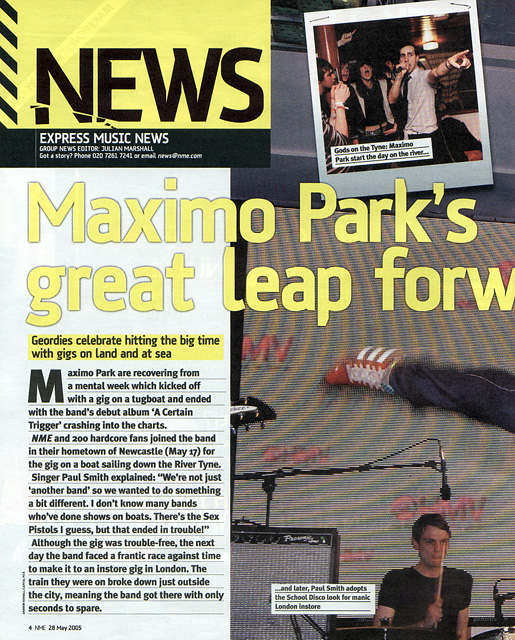 NEWS
EXPRESS MUSIC NEWS
GROUP NEWS EDITOR: JULIAN MARSHALL
Got a story? Phone 020 7261 7241 or email news@nme.com
Gods on the Tyne: Maximo
Park start the day on the river...
Maximo Park's
great leap forw
Geordies celebrate hitting the big time
with gigs on land and at sea
Maximo Park are recovering from
a mental week which kicked off
with a gig on a tugboat and ended
with the band's debut album 'A Certain
Trigger' crashing into the charts.
NME and 200 hardcore fans joined the band
in their hometown of Newcastle (May 17) for
the gig on a boat sailing down the River Tyne.
Singer Paul Smith explained: "We're not just
'another band' so we wanted to do something
a bit different. I don't know many bands
who've done shows on boats. There's the Sex
Pistols I guess, but that ended in trouble!"
Although the gig was trouble-free, the next
day the band faced a frantic race against time
to make it to an instore gig in London. The
train they were on broke down just outside
the city, meaning the band got there with only
seconds to spare.
...and later, Paul Smith adopts
the School Disco look for manic
London instore
4 NME 28 May 2005